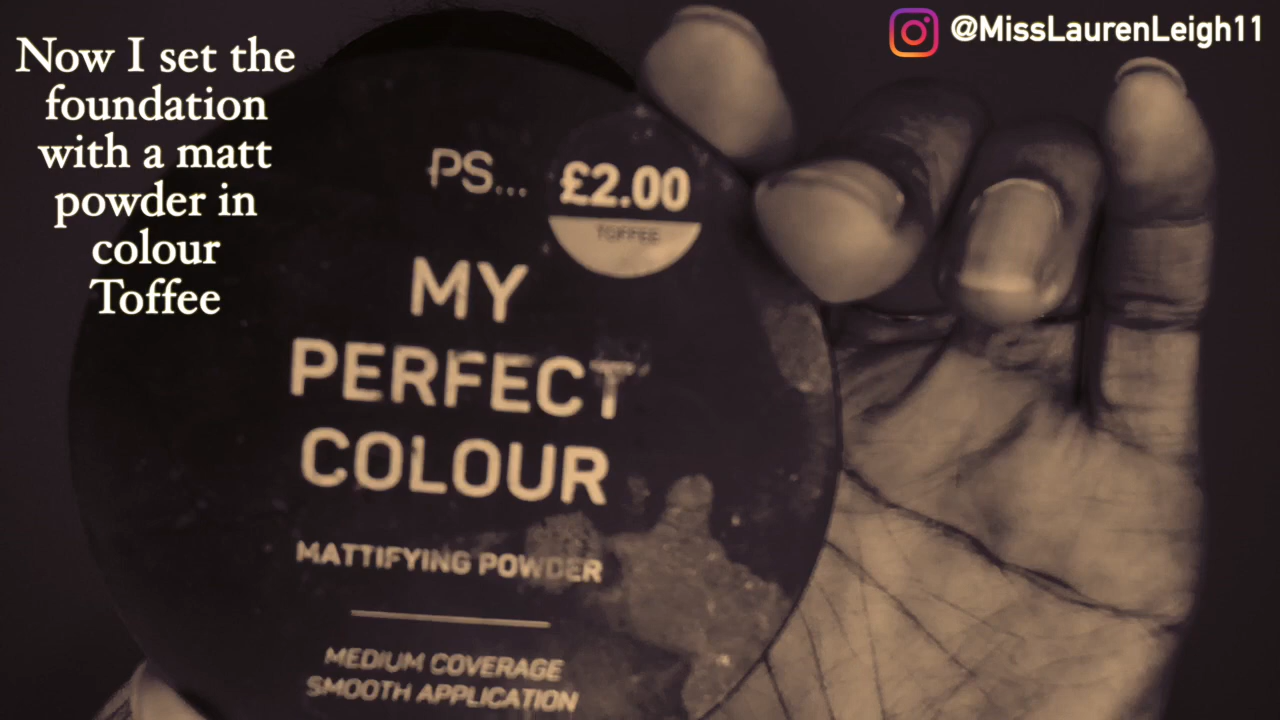 Now I set the
foundation
with a matt
powder in
colour
Toffee
@MissLaurenLeigh11
PS...
£2.00
TOFFEE
MY
PERFECT
COLOUR
MATTIFYING POWDER
MEDIUM COVERAGE
SMOOTH APPLICATION